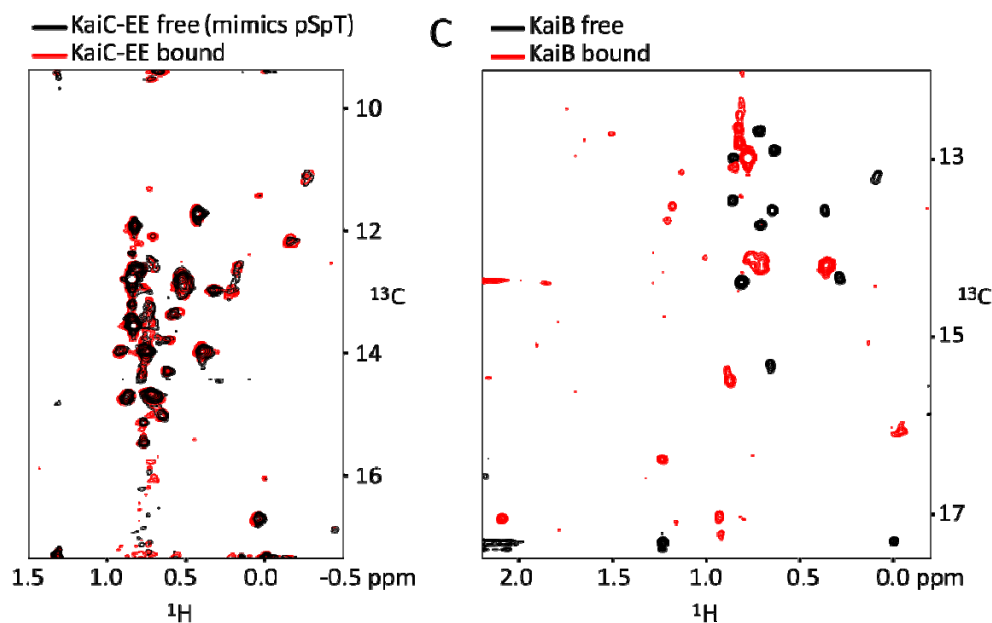 KaiC-EE free (mimics pSpT)
KaiC-EE bound
10
12
13C
14
16
1.5 1.0 0.5 0.0 -0.5 ppm
1H
C
KaiB free
KaiB bound
13
13C
15
17
2.0 1.0 0.5 0.0 ppm
1H